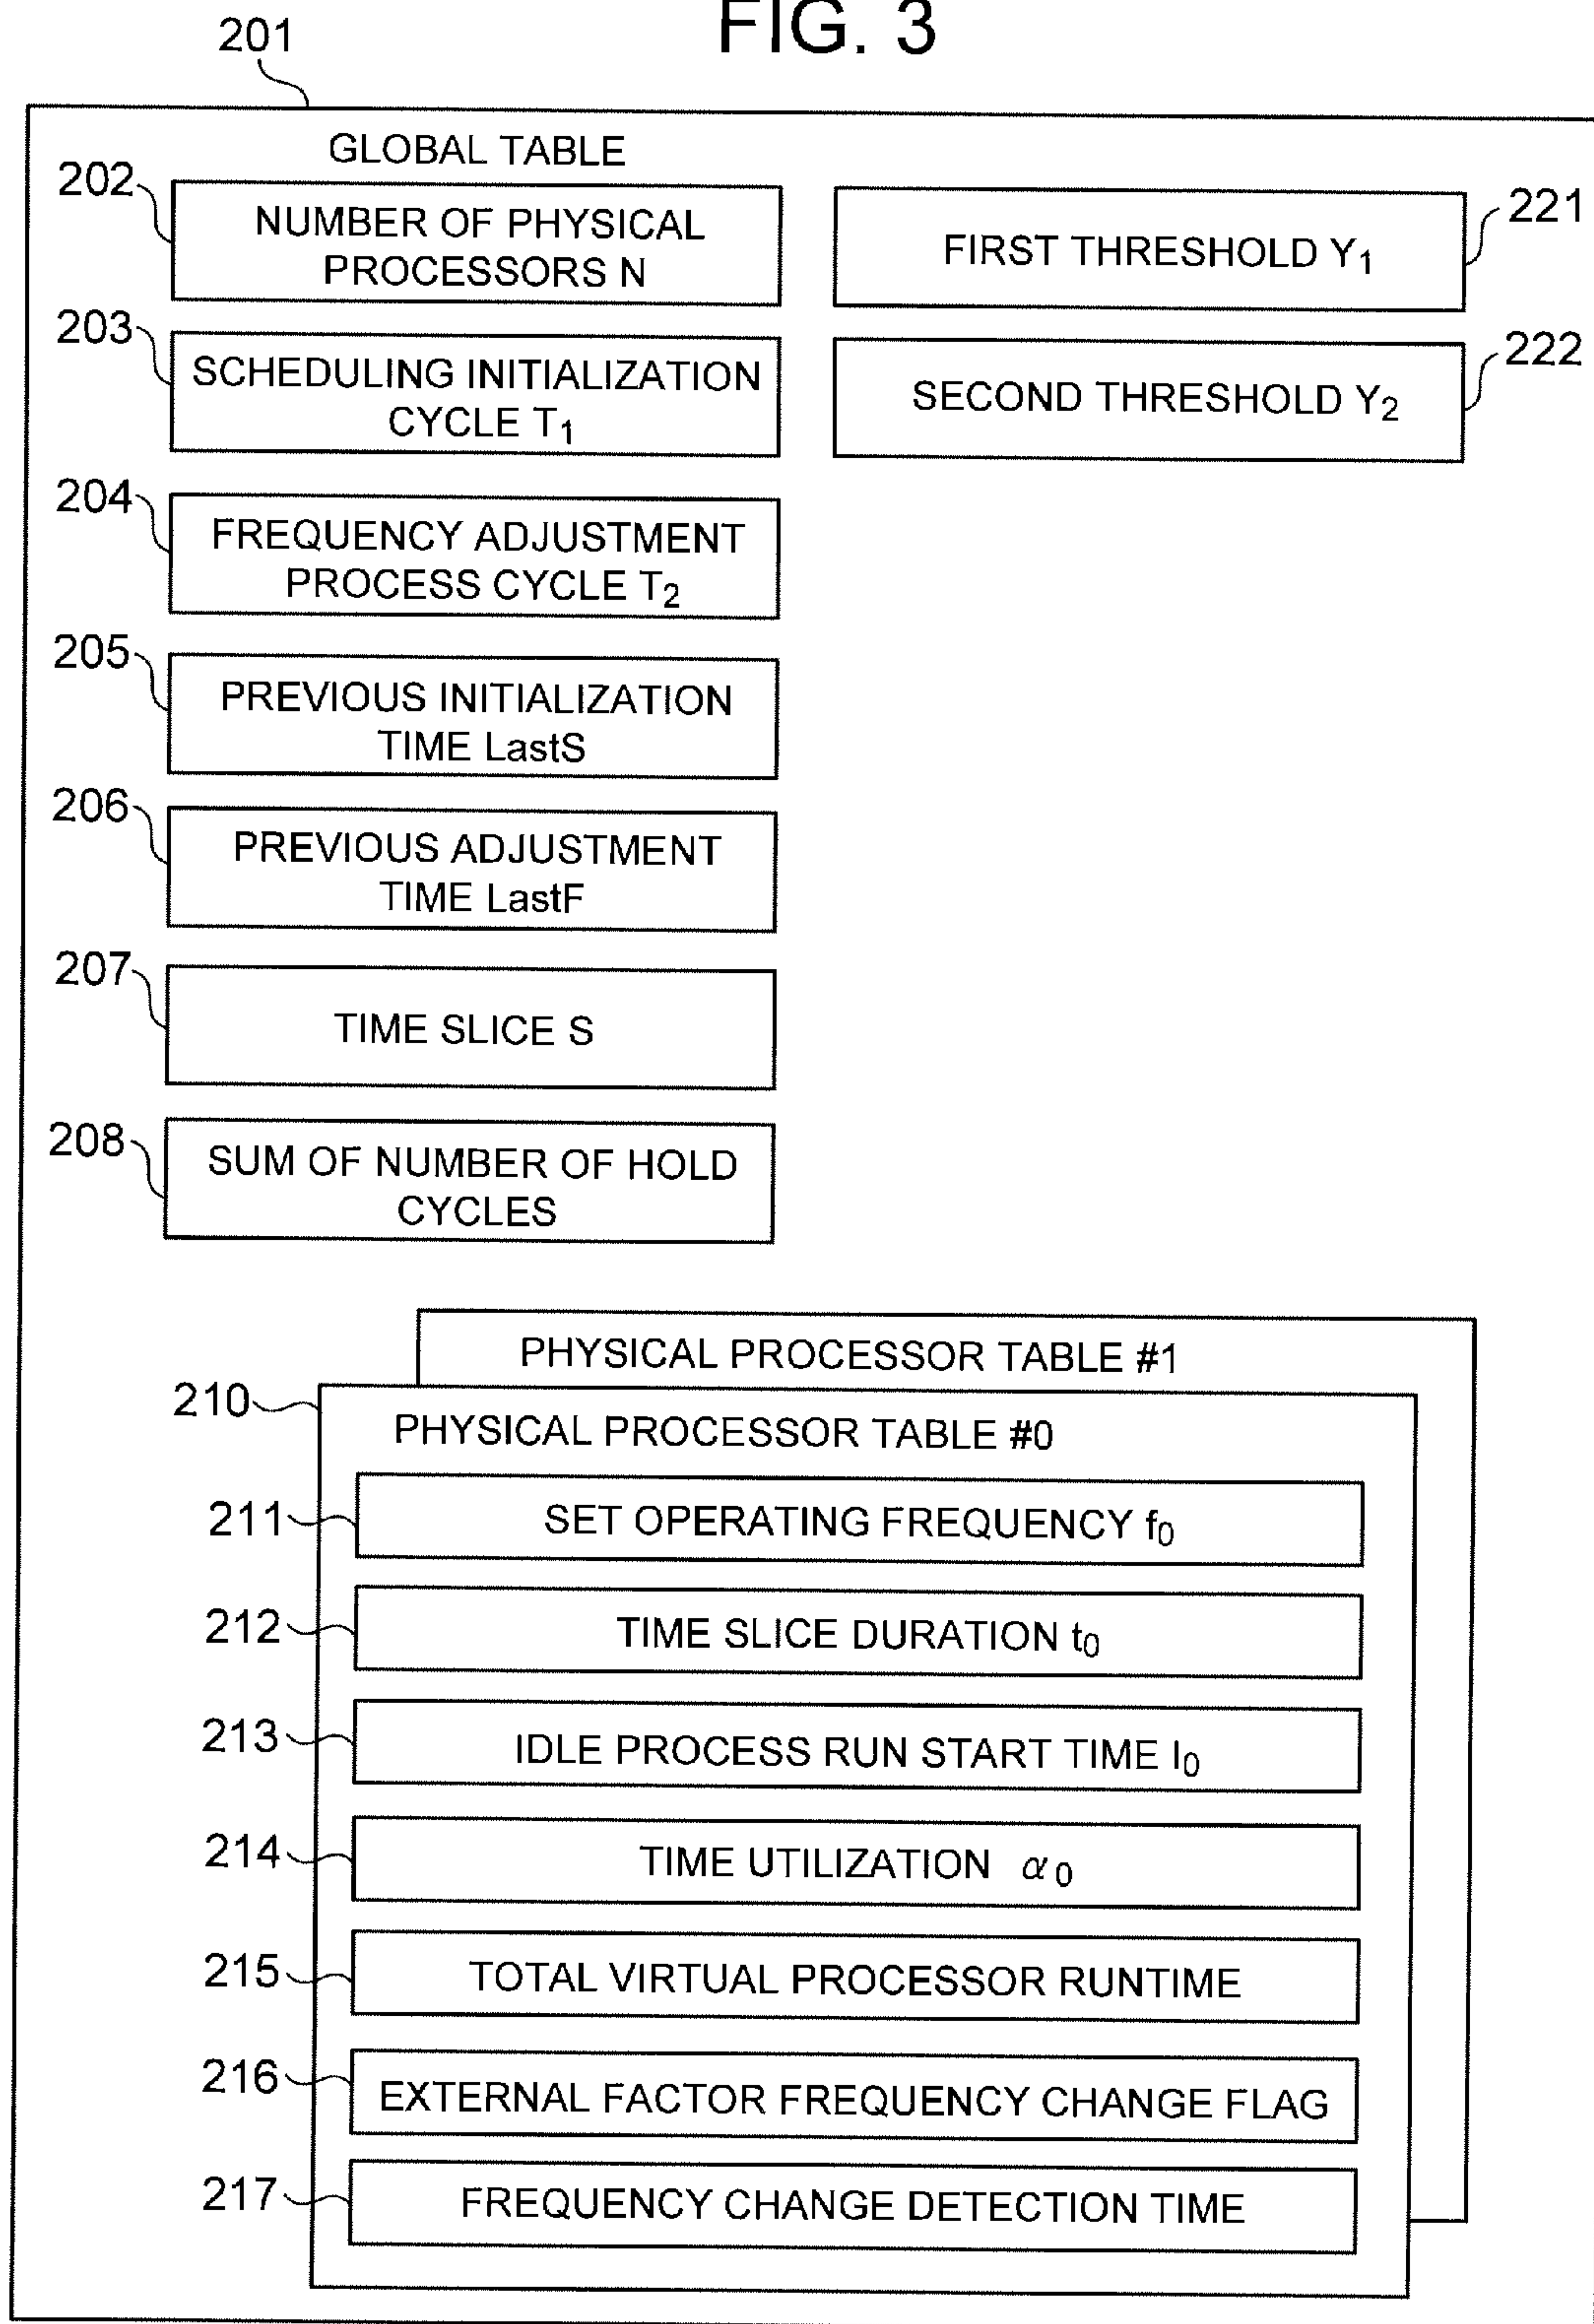 FIG. 3
201
GLOBAL TABLE
202
NUMBER OF PHYSICAL
PROCESSORS N
FIRST THRESHOLD Y1
221
203
SCHEDULING INITIALIZATION
CYCLE T1
SECOND THRESHOLD Y2
222
204
FREQUENCY ADJUSTMENT
PROCESS CYCLE T2
205
PREVIOUS INITIALIZATION
TIME LastS
206
PREVIOUS ADJUSTMENT
TIME LastF
207
TIME SLICE S
208
SUM OF NUMBER OF HOLD
CYCLES
PHYSICAL PROCESSOR TABLE #1
210
PHYSICAL PROCESSOR TABLE #0
211
SET OPERATING FREQUENCY f0
212
TIME SLICE DURATION t0
213
IDLE PROCESS RUN START TIME I0
214
TIME UTILIZATION α0
215
TOTAL VIRTUAL PROCESSOR RUNTIME
216
EXTERNAL FACTOR FREQUENCY CHANGE FLAG
217
FREQUENCY CHANGE DETECTION TIME